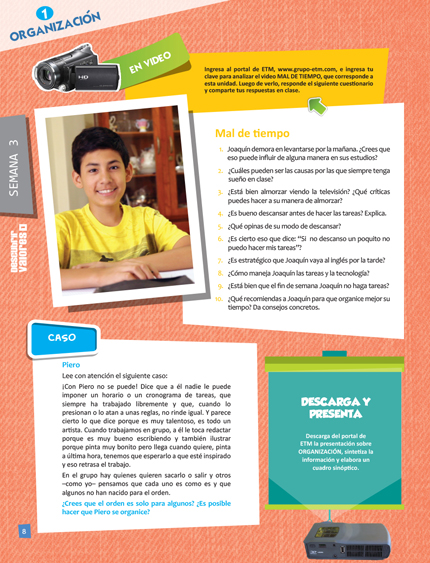 1
ORGANIZACIÓN
HD
EN VIDEO
Ingresa al portal de ETM, www.grupo-etm.com, e ingresa tu
clave para analizar el video MAL DE TIEMPO, que corresponde a
esta unidad. Luego de verlo, responde el siguiente cuestionario
y comparte tus respuestas en clase.
SEMANA 3
Descubrir
valores
Mal de tiempo
1. Joaquín demora en levantarse por la mañana. ¿Crees que
eso puede influir de alguna manera en sus estudios?
2. ¿Cuáles pueden ser las causas por las que siempre tenga
sueño en clase?
3. ¿Está bien almorzar viendo la televisión? ¿Qué críticas
puedes hacer a su manera de almorzar?
4. ¿Es bueno descansar antes de hacer las tareas? Explica.
5. ¿Qué opinas de su modo de descansar?
6. ¿Es cierto eso que dice: "Si no descanso un poquito no
puedo hacer mis tareas"?
7. ¿Es estratégico que Joaquín vaya al inglés por la tarde?
8. ¿Cómo maneja Joaquín las tareas y la tecnología?
9. ¿Está bien que el fin de semana Joaquín no haga tareas?
10. ¿Qué recomiendas a Joaquín para que organice mejor su
tiempo? Da consejos concretos.
CASO
Piero
Lee con atención el siguiente caso:
¡Con Piero no se puede! Dice que a él nadie le puede
imponer un horario o un cronograma de tareas, que
siempre ha trabajado libremente y que, cuando lo
presionan o lo atan a unas reglas, no rinde igual. Y parece
cierto lo que dice porque es muy talentoso, es todo un
artista. Cuando trabajamos en grupo, a él le toca redactar
porque es muy bueno escribiendo y también ilustrar
porque pinta muy bonito pero llega cuando quiere, pinta
a última hora, tenemos que esperarlo a que esté inspirado
y eso retrasa el trabajo.
En el grupo hay quienes quieren sacarlo o salir y otros
–como yo– pensamos que cada uno es como es y que
algunos no han nacido para el orden.
¿Crees que el orden es solo para algunos? ¿Es posible
hacer que Piero se organice?
DESCARGA Y
PRESENTA
Descarga del portal de
ETM la presentación sobre
ORGANIZACIÓN, sintetiza la
información y elabora un
cuadro sinóptico.
8